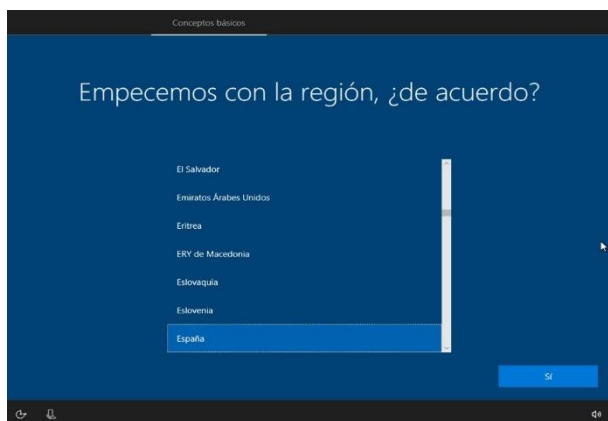 Conceptos básicos
Empecemos con la región, ¿de acuerdo?
El Salvador
Emiratos Árabes Unidos
Eritrea
ERY de Macedonia
Eslovaquia
Eslovenia
España
Sí